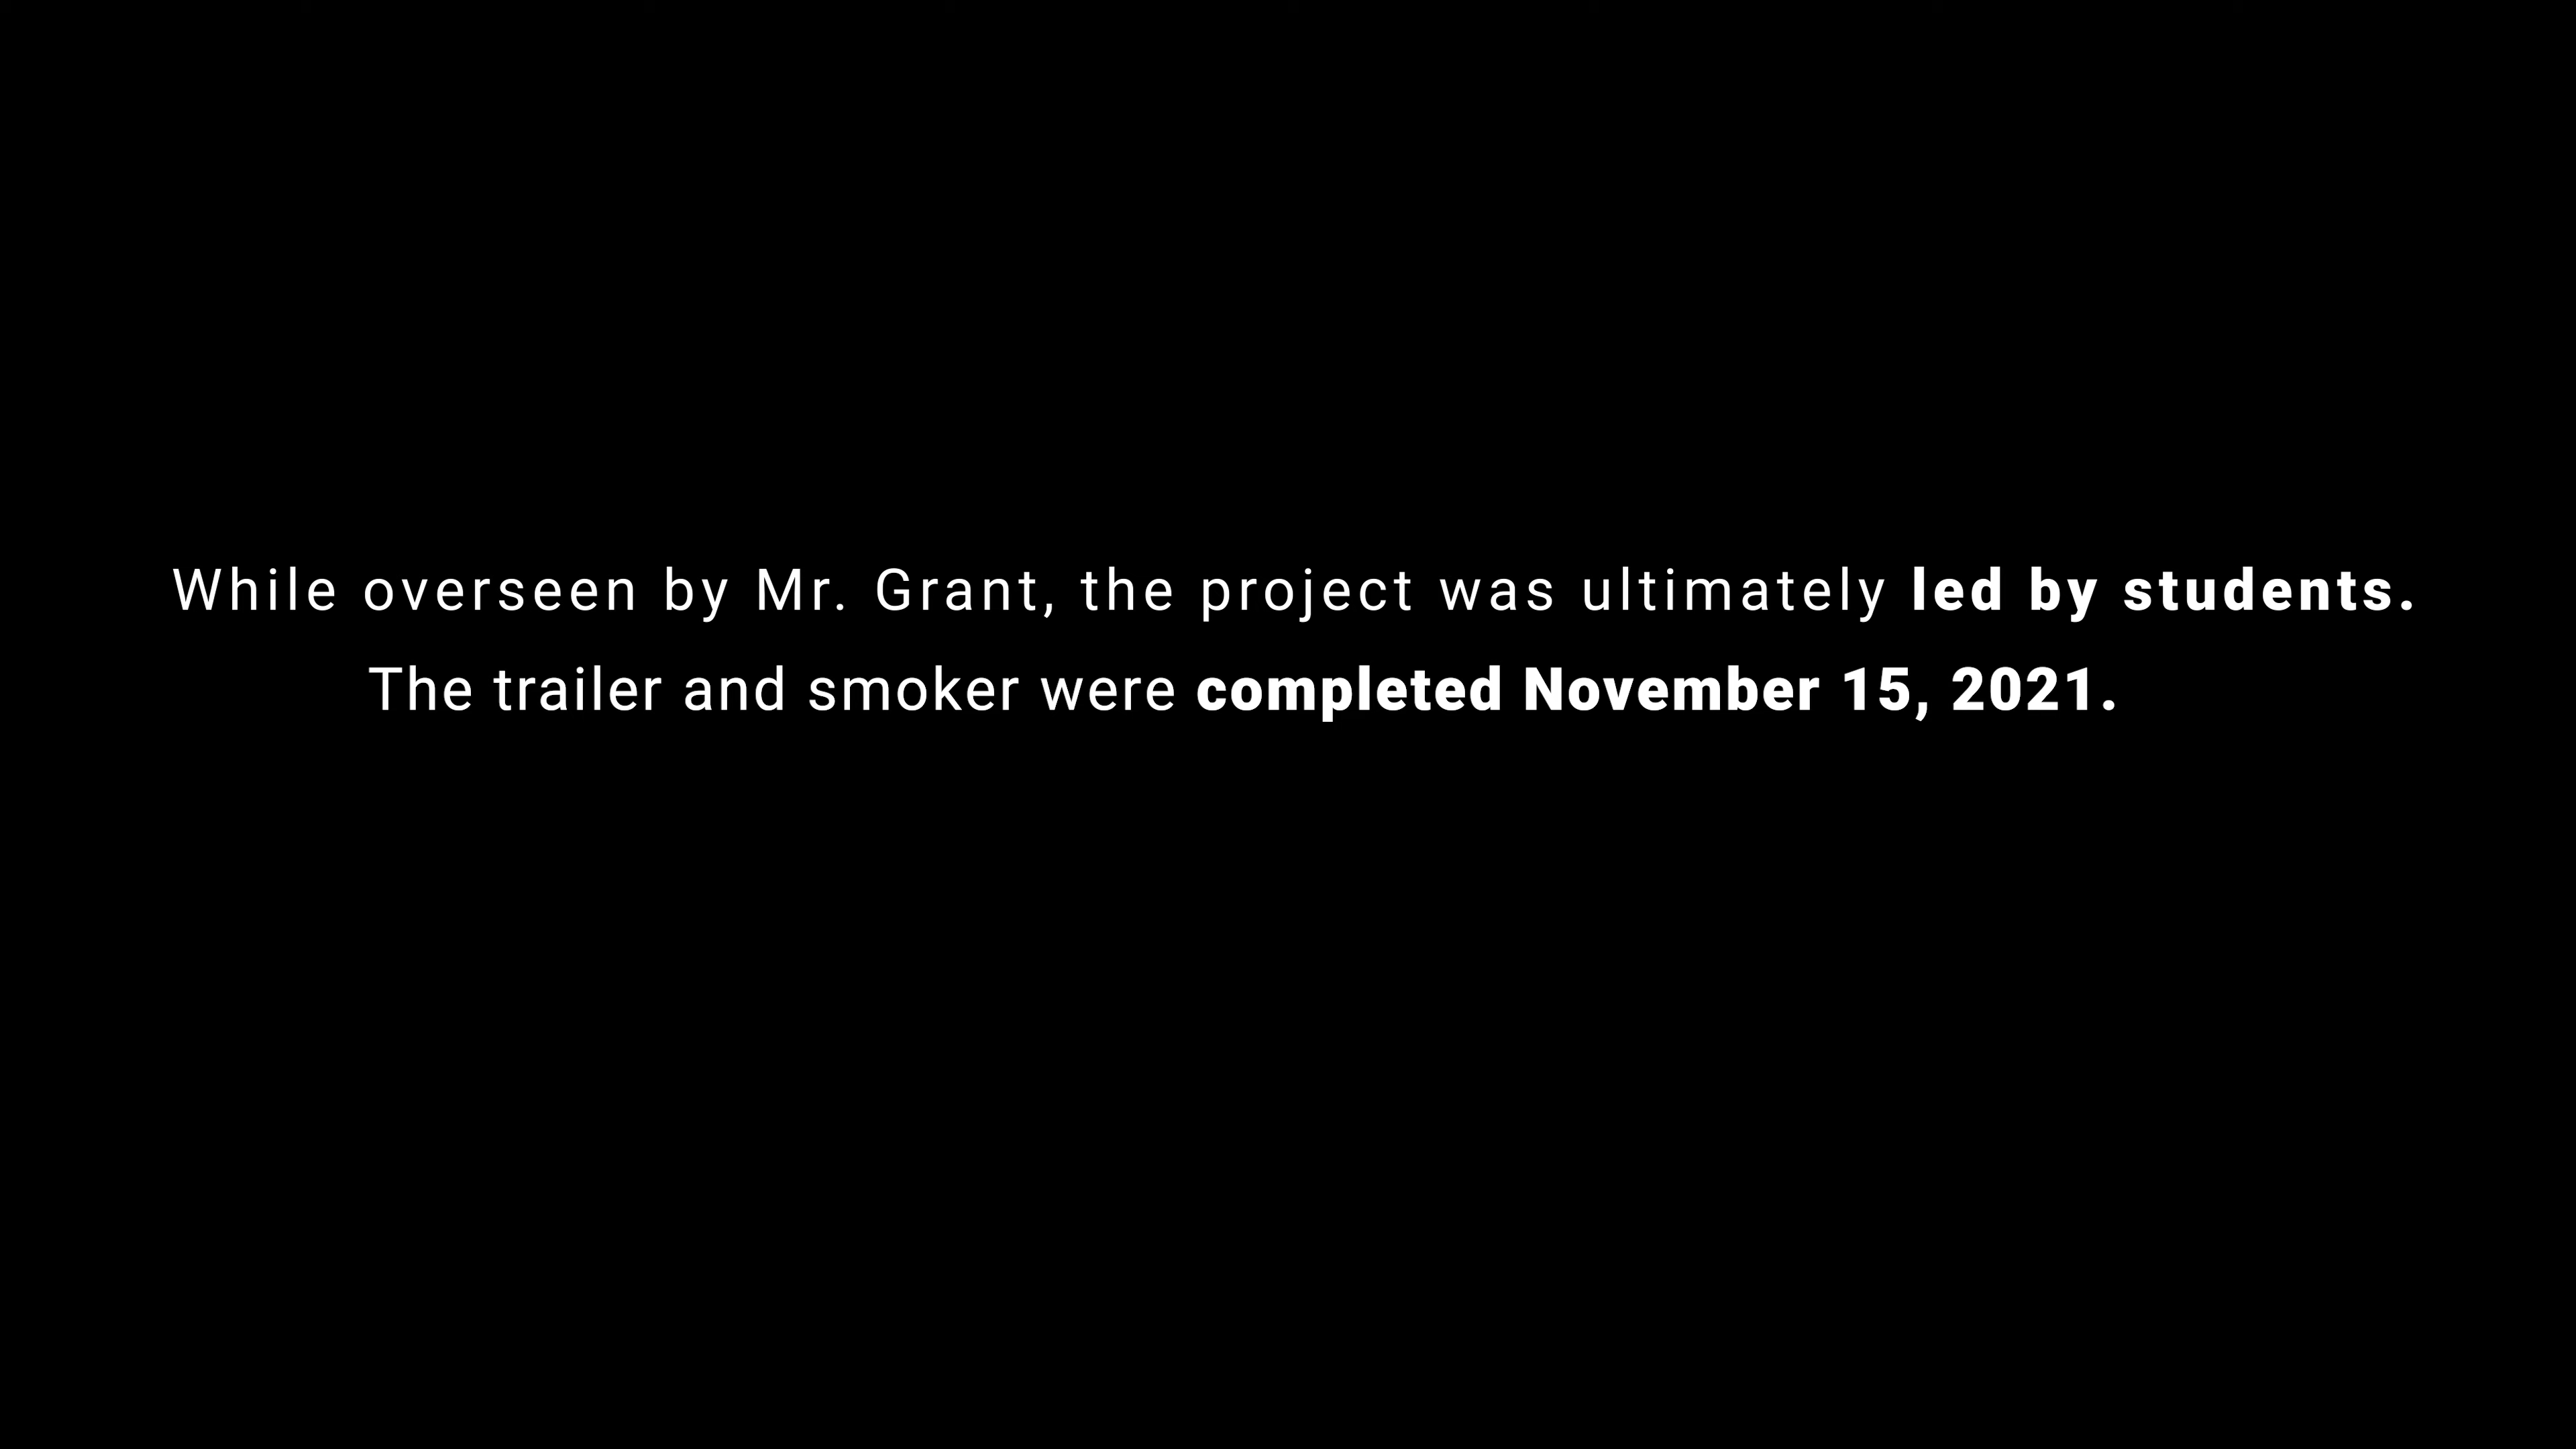 While overseen by Mr. Grant, the project was ultimately led by students.
The trailer and smoker were completed November 15, 2021.